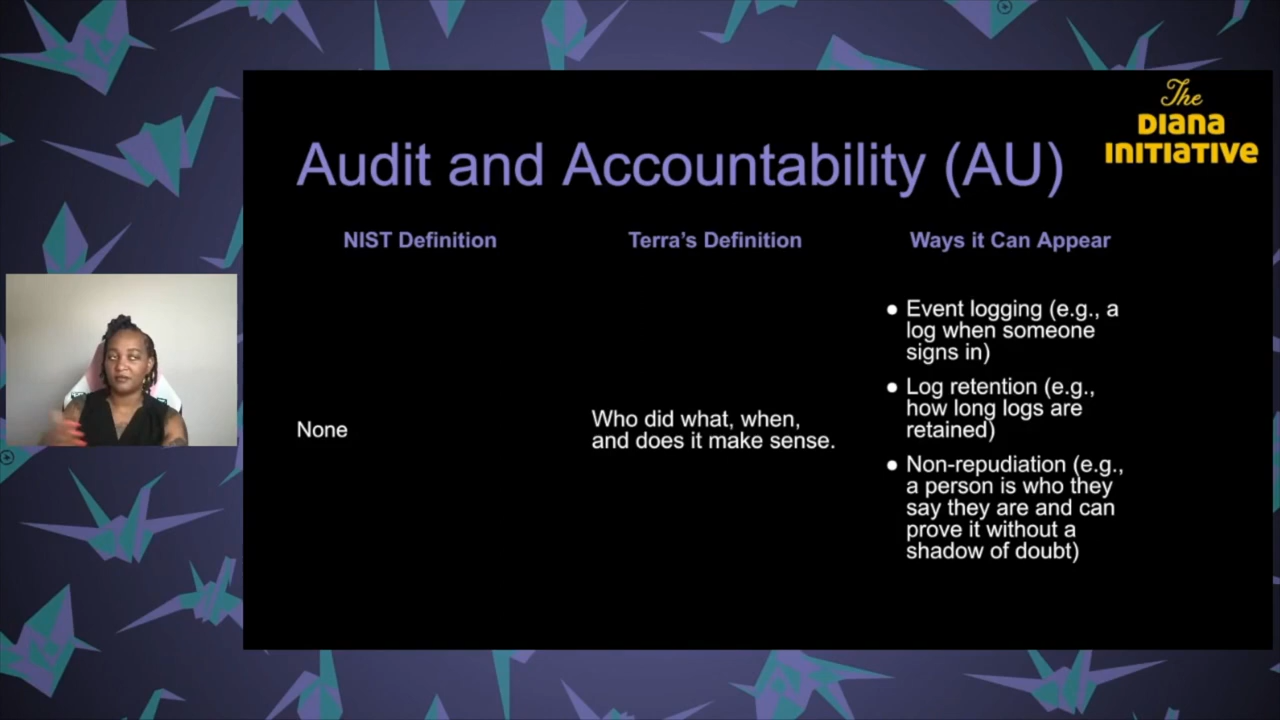 The
DIANA
INITIATIVE
Audit and Accountability (AU)
NIST Definition
Terra's Definition
Ways it Can Appear
None
Who did what, when,
and does it make sense.
● Event logging (e.g., a
log when someone
signs in)
● Log retention (e.g.,
how long logs are
retained)
● Non-repudiation (e.g.,
a person is who they
say they are and can
prove it without a
shadow of doubt)